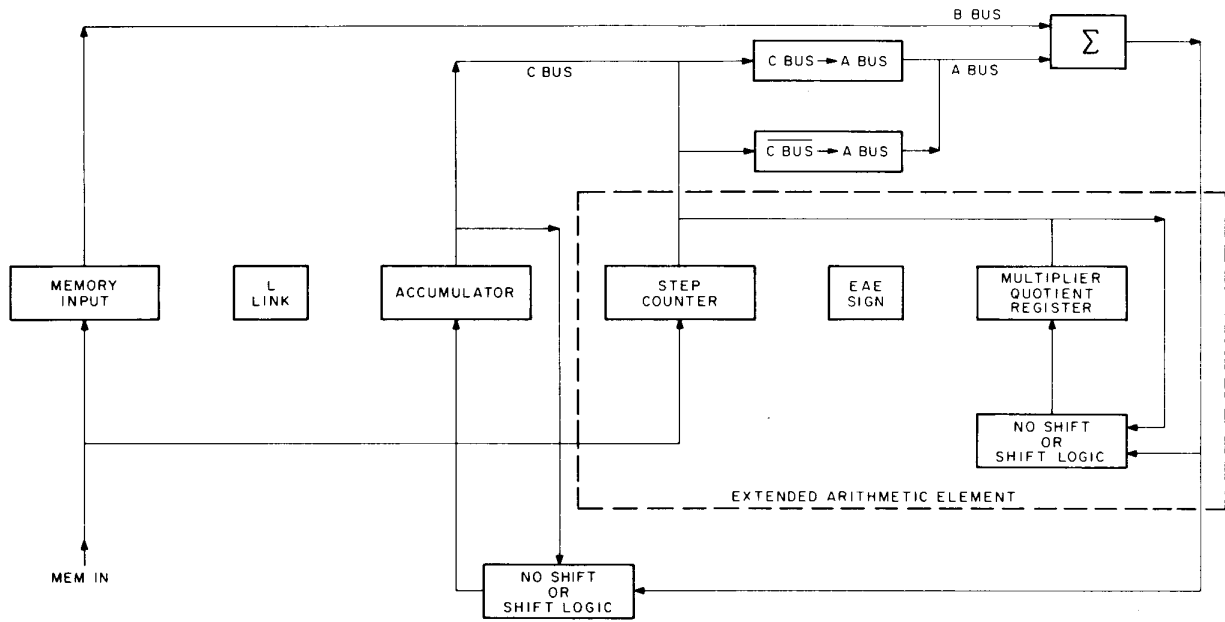 B BUS
Σ
C BUS
C BUS → A BUS
A BUS
C BUS → A BUS
MEMORY
INPUT
L
LINK
ACCUMULATOR
STEP
COUNTER
EAE
SIGN
MULTIPLIER
QUOTIENT
REGISTER
NO SHIFT
OR
SHIFT LOGIC
EXTENDED ARITHMETIC ELEMENT
MEM IN
NO SHIFT
OR
SHIFT LOGIC